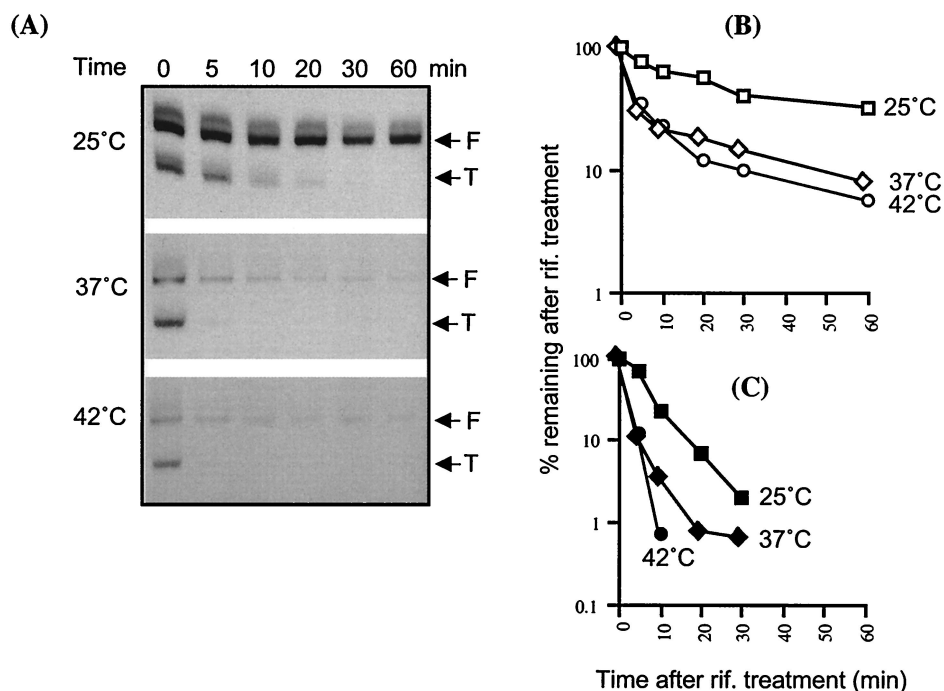 (A)
Time 0 5 10 20 30 60 min
25°C
F
T
37°C
F
T
42°C
F
T
(B)
% remaining after rif. treatment
100
10
1
25°C
37°C
42°C
0 10 20 30 40 50 60
(C)
100
10
1
0.1
25°C
37°C
42°C
0 10 20 30 40 50 60
Time after rif. treatment (min)